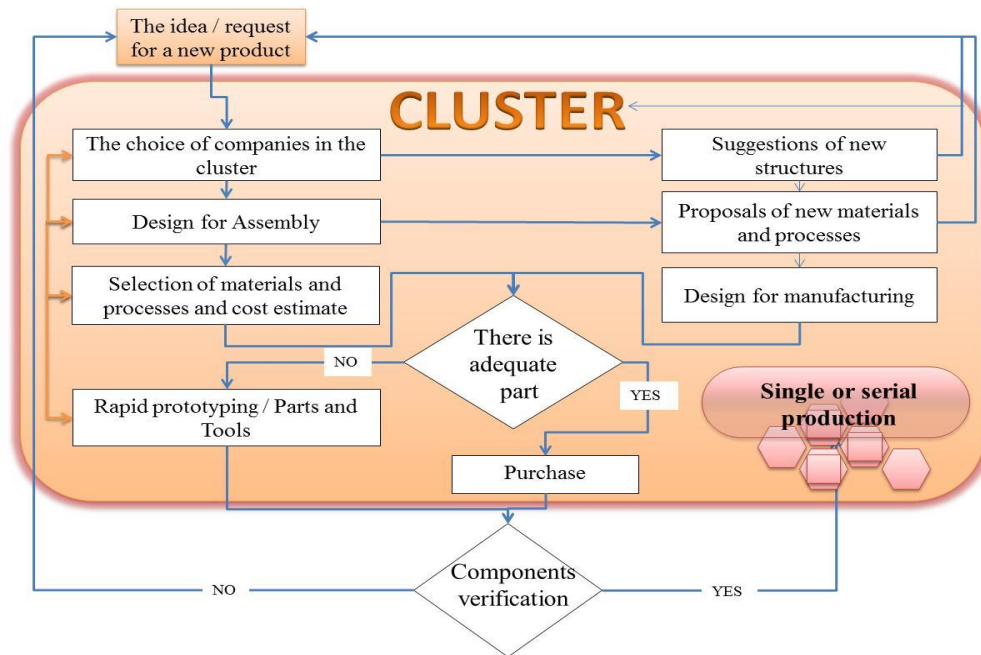 The idea / request
for a new product
CLUSTER
The choice of companies in the
cluster
Suggestions of new
structures
Design for Assembly
Proposals of new materials
and processes
Selection of materials and
processes and cost estimate
Design for manufacturing
There is
adequate
part
NO
YES
Rapid prototyping / Parts and
Tools
Single or serial
production
Purchase
Components
verification
NO
YES